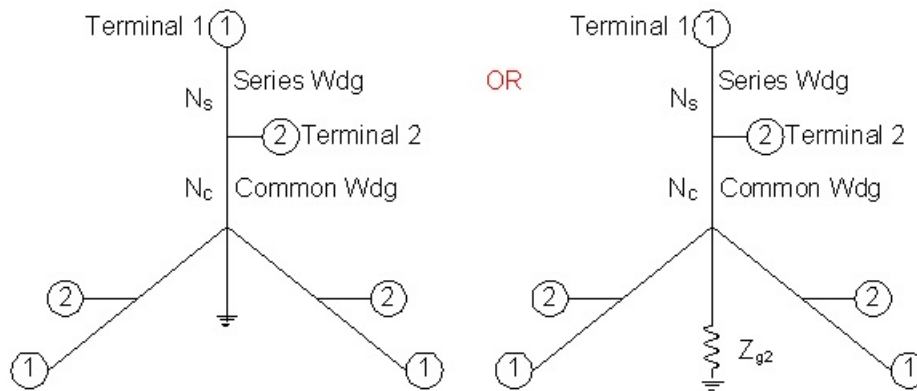 Terminal 1 1
Series Wdg
Ns
2 Terminal 2
Nc Common Wdg
2
2
1
1
OR
Terminal 1 1
Series Wdg
Ns
2 Terminal 2
Nc Common Wdg
2
2
1
1
Zg2